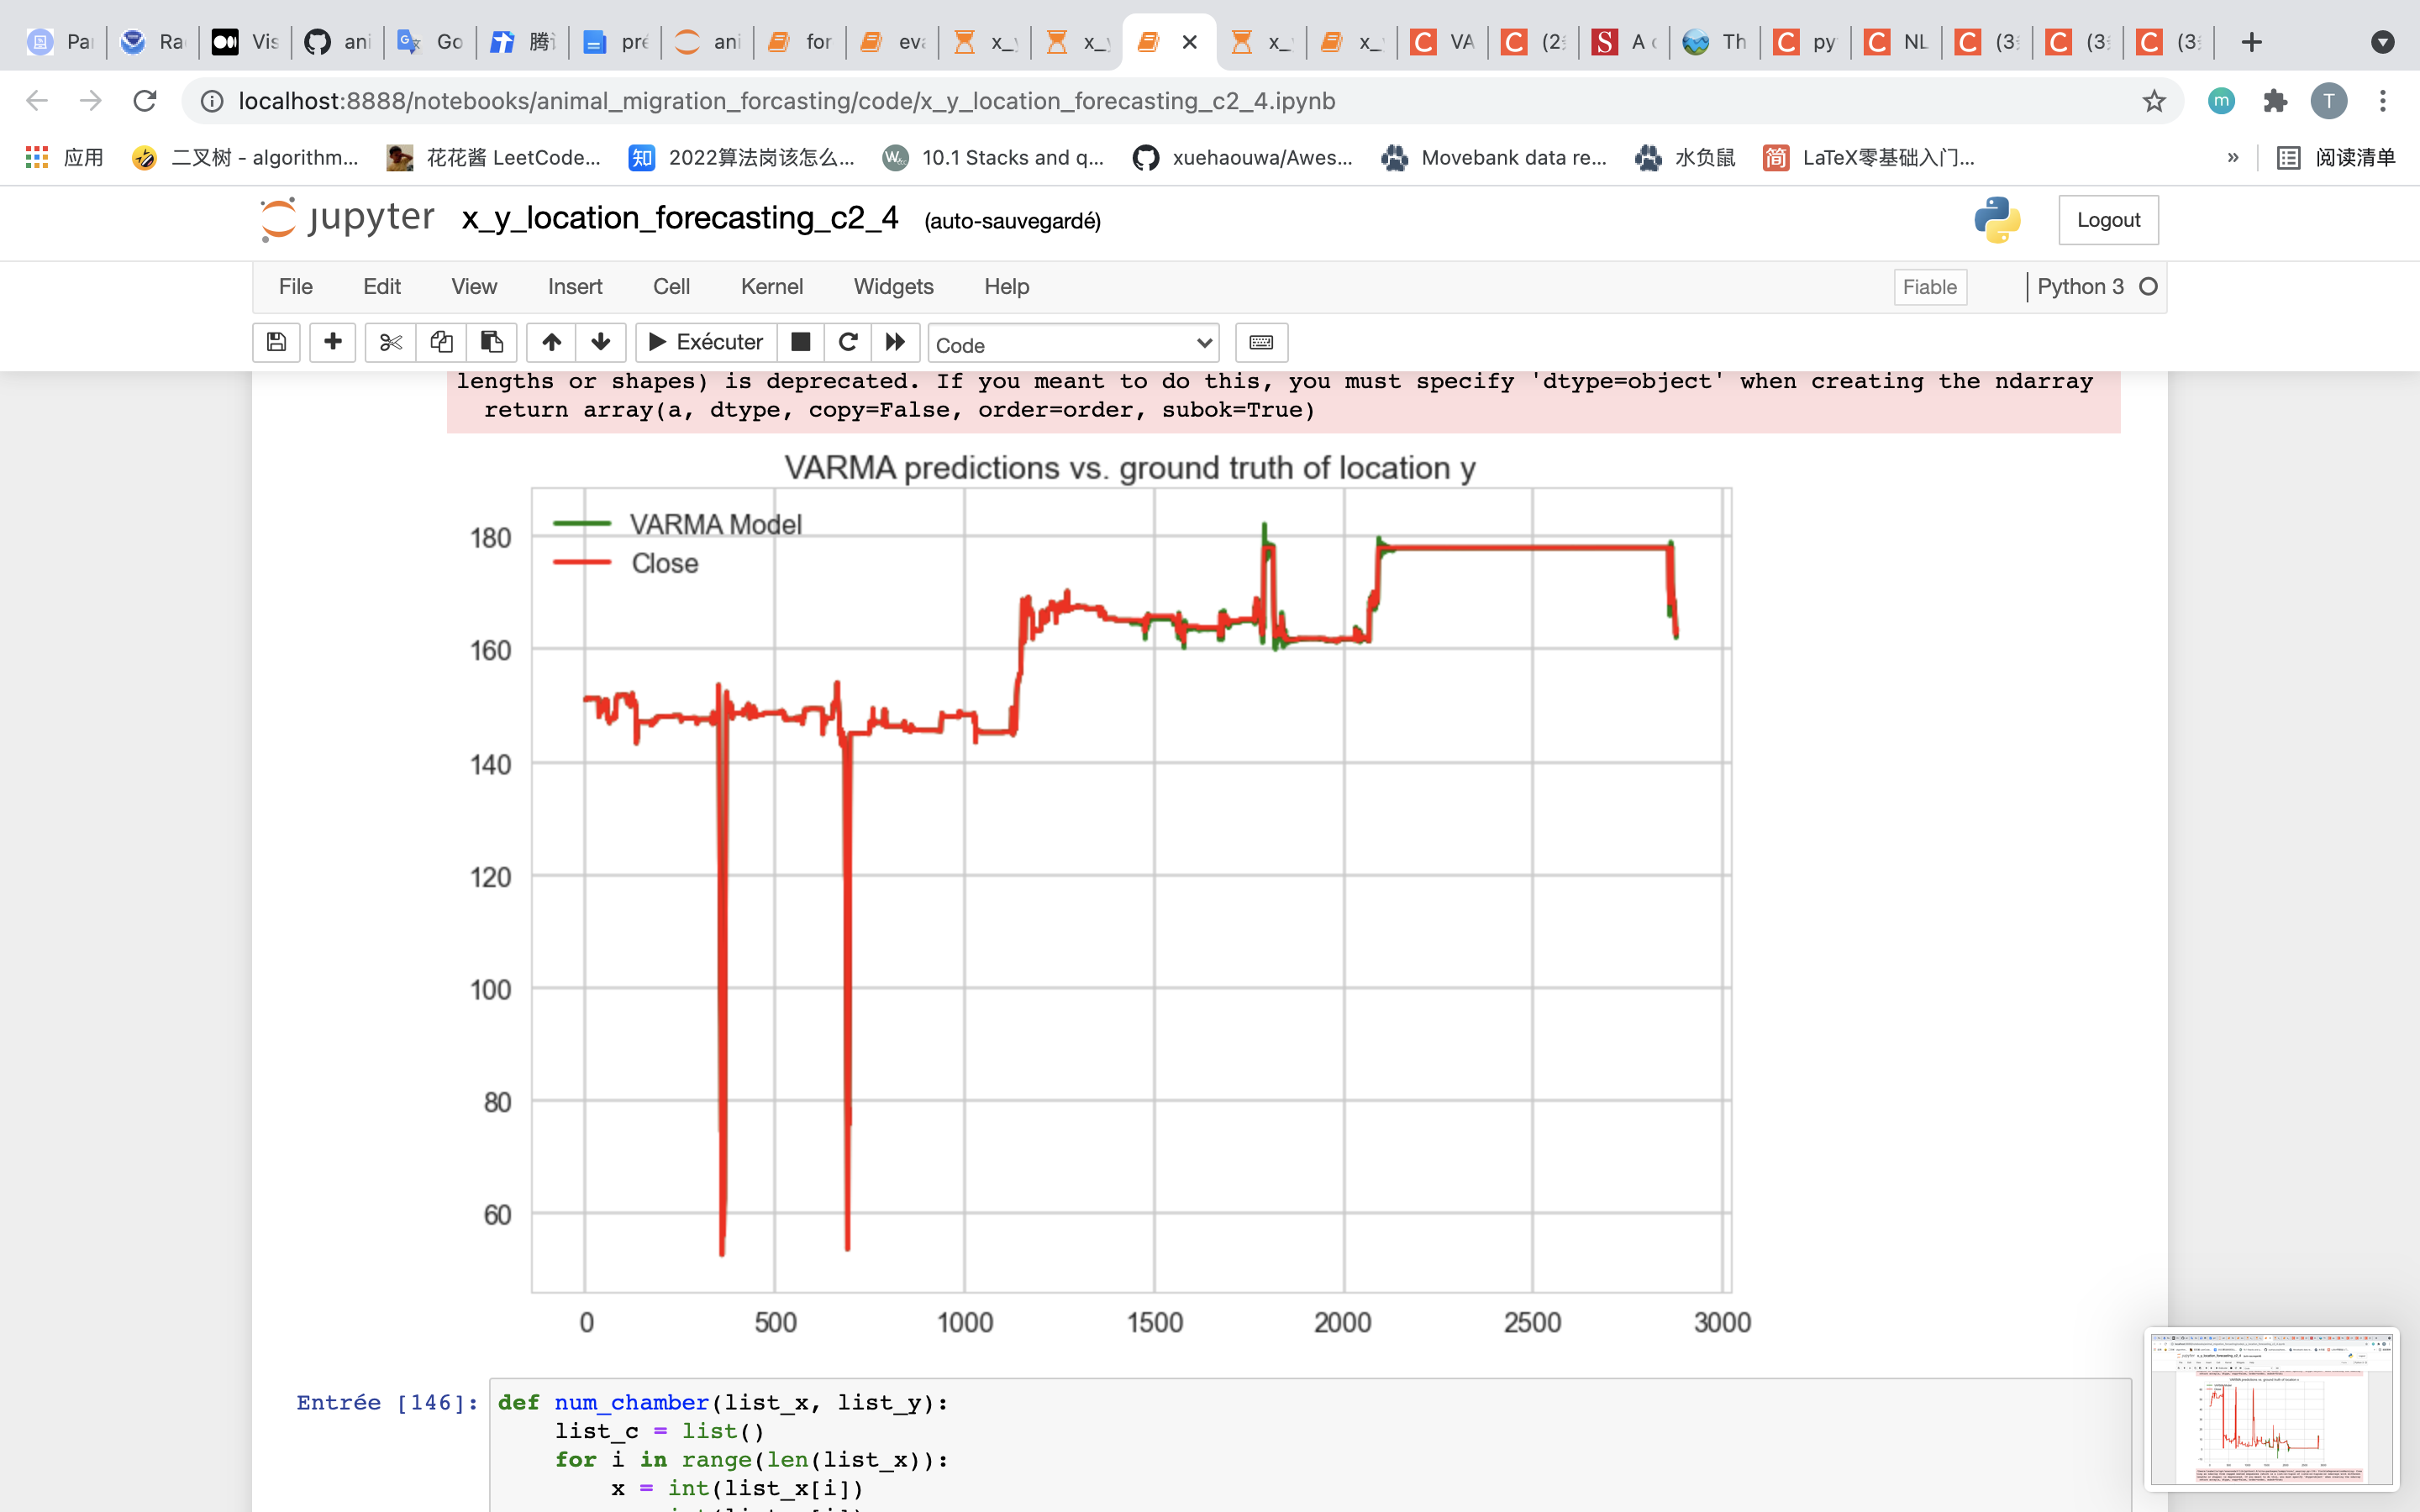 Pa
Ra
Vis
ani
Go
腾
pré
ani
for
eva
x_
x_
x_
x_
VA
(2
A
Th
py
NL
(3
(3
(3
localhost:8888/notebooks/animal_migration_forcasting/code/x_y_location_forecasting_c2_4.ipynb
m
T
应用
二叉树 - algorithm...
花花酱 LeetCode...
知 2022算法岗该怎么...
10.1 Stacks and q...
xuehaouwa/Awes...
Movebank data re...
水负鼠
简 LaTeX零基础入门...
»
阅读清单
jupyter x_y_location_forecasting_c2_4 (auto-sauvegardé)
Logout
File Edit View Insert Cell Kernel Widgets Help
Fiable
Python 3
Exécuter
Code
lengths or shapes) is deprecated. If you meant to do this, you must specify 'dtype=object' when creating the ndarray
return array(a, dtype, copy=False, order=order, subok=True)
VARMA predictions vs. ground truth of location y
VARMA Model
Close
180
160
140
120
100
80
60
0 500 1000 1500 2000 2500 3000
Entrée [146]:
def num_chamber(list_x, list_y):
list_c = list()
for i in range(len(list_x)):
x = int(list_x[i])